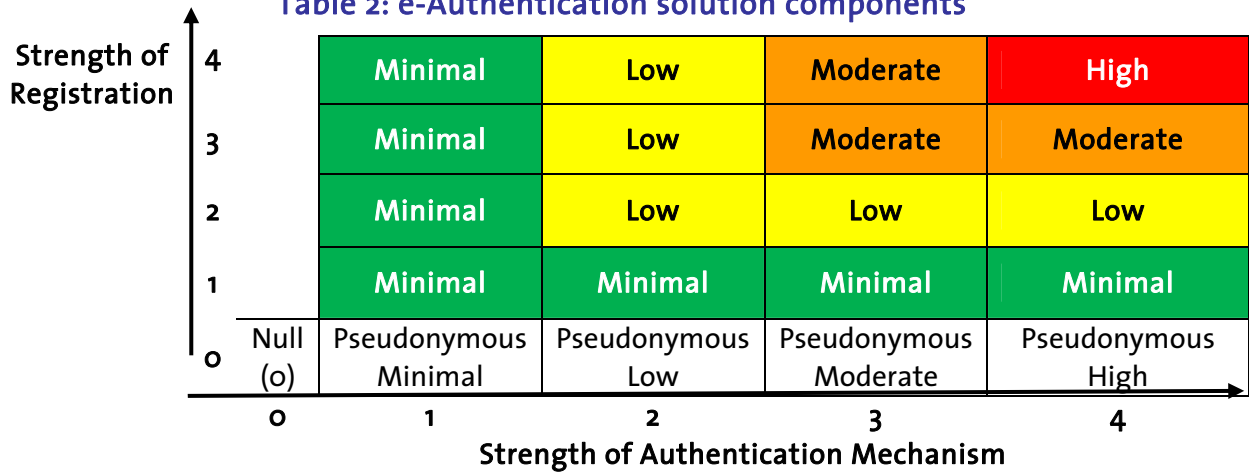 Table 2: e-Authentication solution components
Strength of
Registration
4 Minimal Low Moderate High
3 Minimal Low Moderate Moderate
2 Minimal Low Low Low
1 Minimal Minimal Minimal Minimal
0 Null Pseudonymous Pseudonymous Pseudonymous Pseudonymous
(0) Minimal Low Moderate High
0 1 2 3 4
Strength of Authentication Mechanism